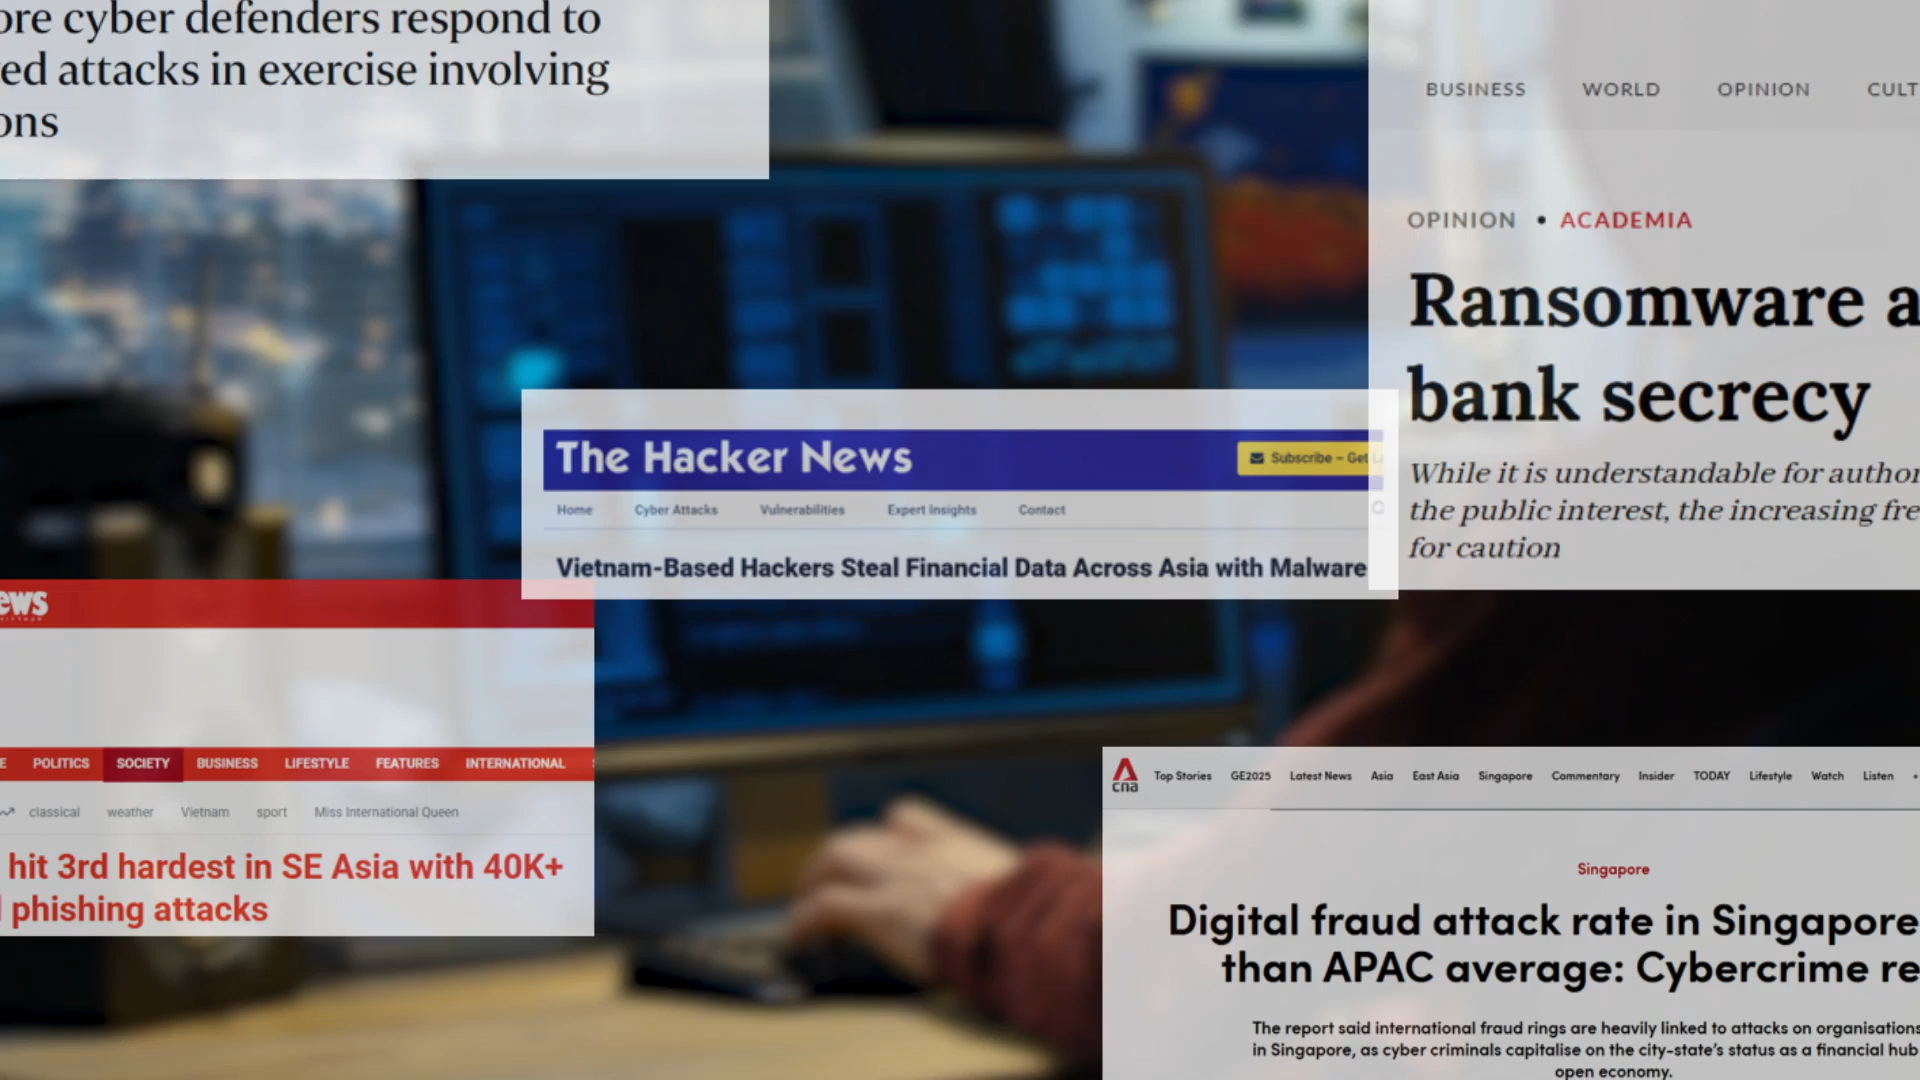 ore cyber defenders respond to
ed attacks in exercise involving
ons
BUSINESS WORLD OPINION CULT
OPINION • ACADEMIA
Ransomware a
bank secrecy
While it is understandable for author
the public interest, the increasing fre
for caution
The Hacker News
Subscribe – Get
Home Cyber Attacks Vulnerabilities Expert Insights Contact
Vietnam-Based Hackers Steal Financial Data Across Asia with Malware
ews
E POLITICS SOCIETY BUSINESS LIFESTYLE FEATURES INTERNATIONAL
classical weather Vietnam sport Miss International Queen
hit 3rd hardest in SE Asia with 40K+
phishing attacks
cna
Top Stories GE2025 Latest News Asia East Asia Singapore Commentary Insider TODAY Lifestyle Watch Listen
Singapore
Digital fraud attack rate in Singapore
than APAC average: Cybercrime re
The report said international fraud rings are heavily linked to attacks on organisations
in Singapore, as cyber criminals capitalise on the city-state's status as a financial hub
open economy.